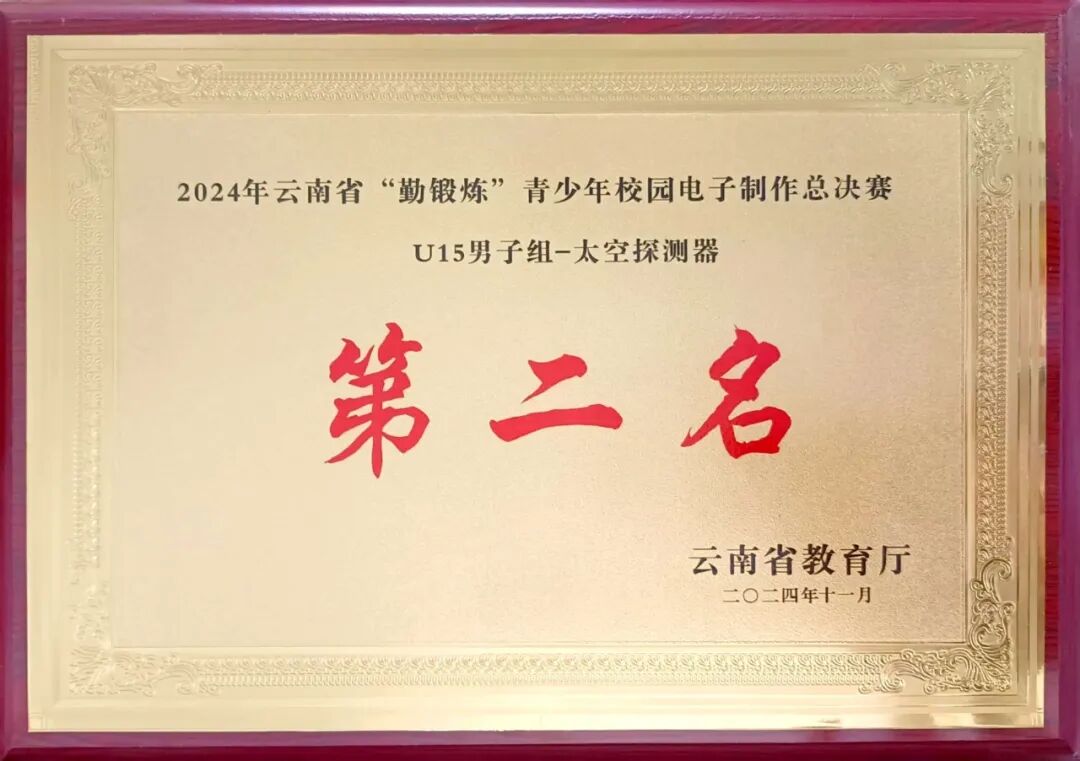 2024年云南省“勤锻炼”青少年校园电子制作总决赛
U15男子组-太空探测器
第二名
云南省教育厅
二〇二四年十一月